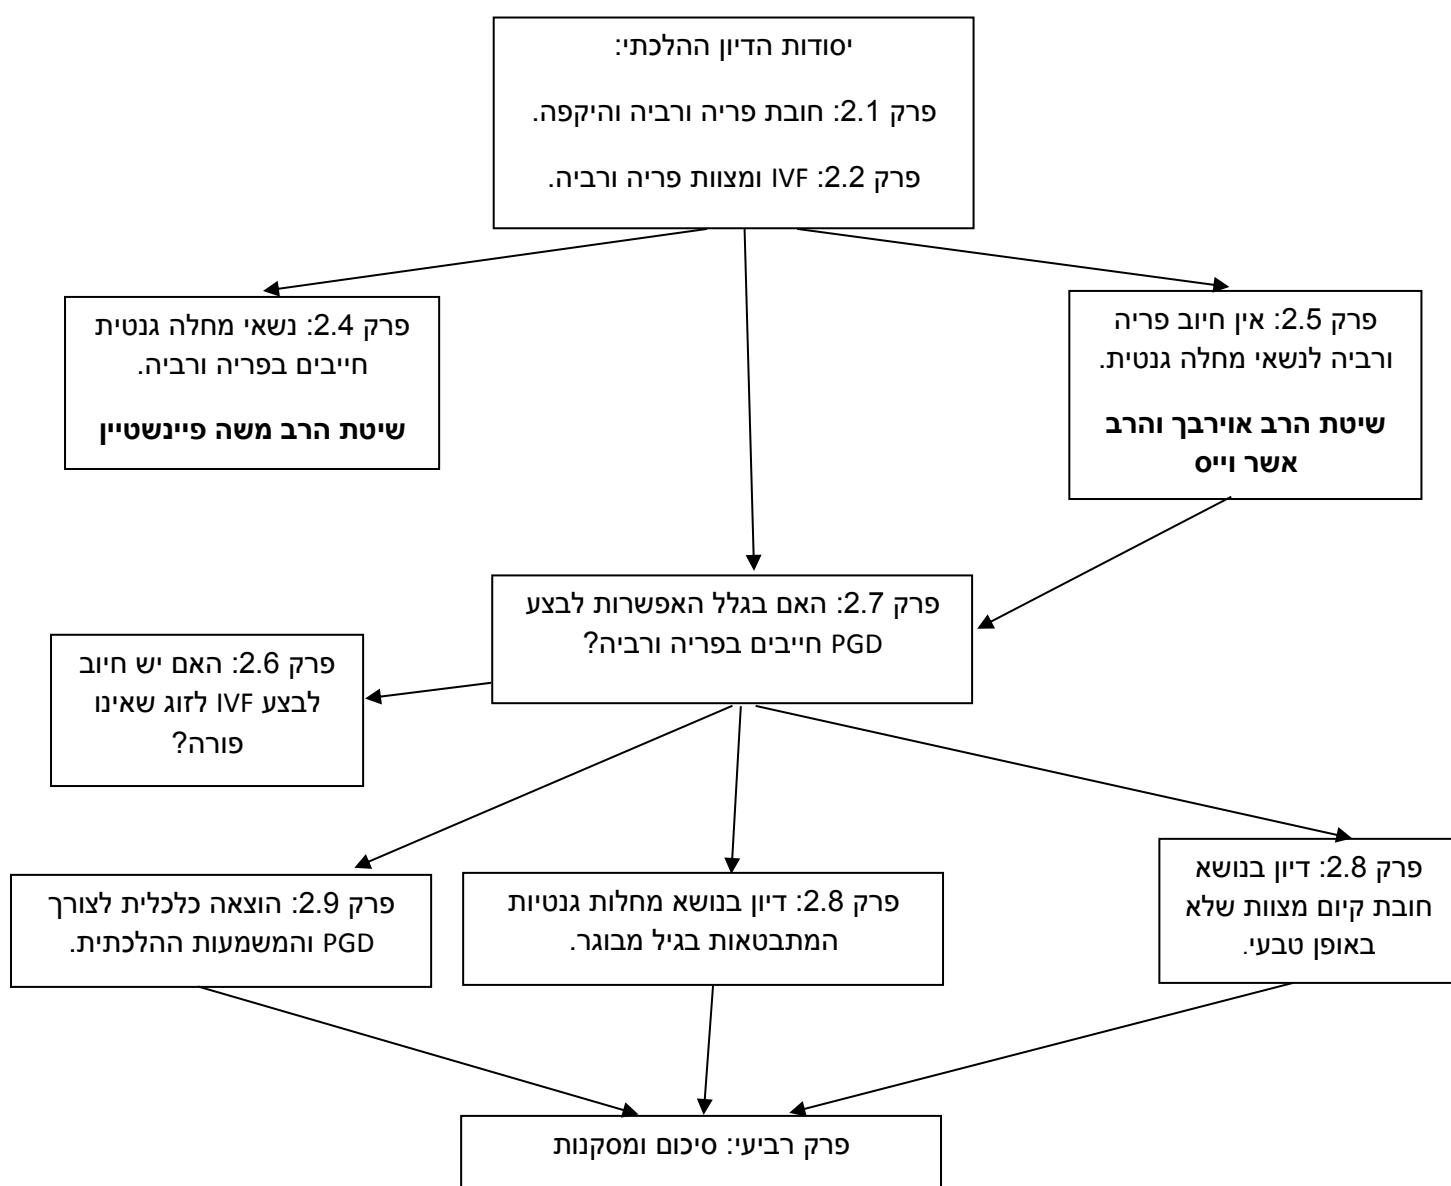 יסודות הדיון ההלכתי:
פרק 2.1: חובת פריה ורביה והיקפה.
פרק 2.2: IVF ומצוות פריה ורביה.
פרק 2.5: אין חיוב פריה
ורביה לנשאי מחלה גנטית.
שיטת הרב אוירבך והרב
אשר וייס
פרק 2.4: נשאי מחלה גנטית
חייבים בפריה ורביה.
שיטת הרב משה פיינשטיין
פרק 2.7: האם בגלל האפשרות לבצע
PGD חייבים בפריה ורביה?
פרק 2.6: האם יש חיוב
לבצע IVF לזוג שאינו
פורה?
פרק 2.8: דיון בנושא
חובת קיום מצוות שלא
באופן טבעי.
פרק 2.8: דיון בנושא מחלות גנטיות
המתבטאות בגיל מבוגר.
פרק 2.9: הוצאה כלכלית לצורך
PGD והמשמעות ההלכתית.
פרק רביעי: סיכום ומסקנות